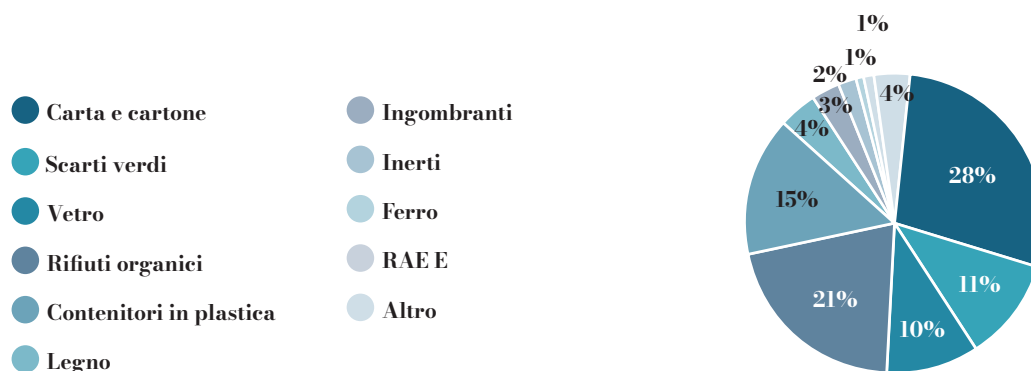 Carta e cartone
Scarti verdi
Vetro
Rifiuti organici
Contenitori in plastica
Legno
Ingombranti
Inerti
Ferro
RAE E
Altro
1%
1%
2%
3%
4%
4%
28%
15%
11%
21%
10%